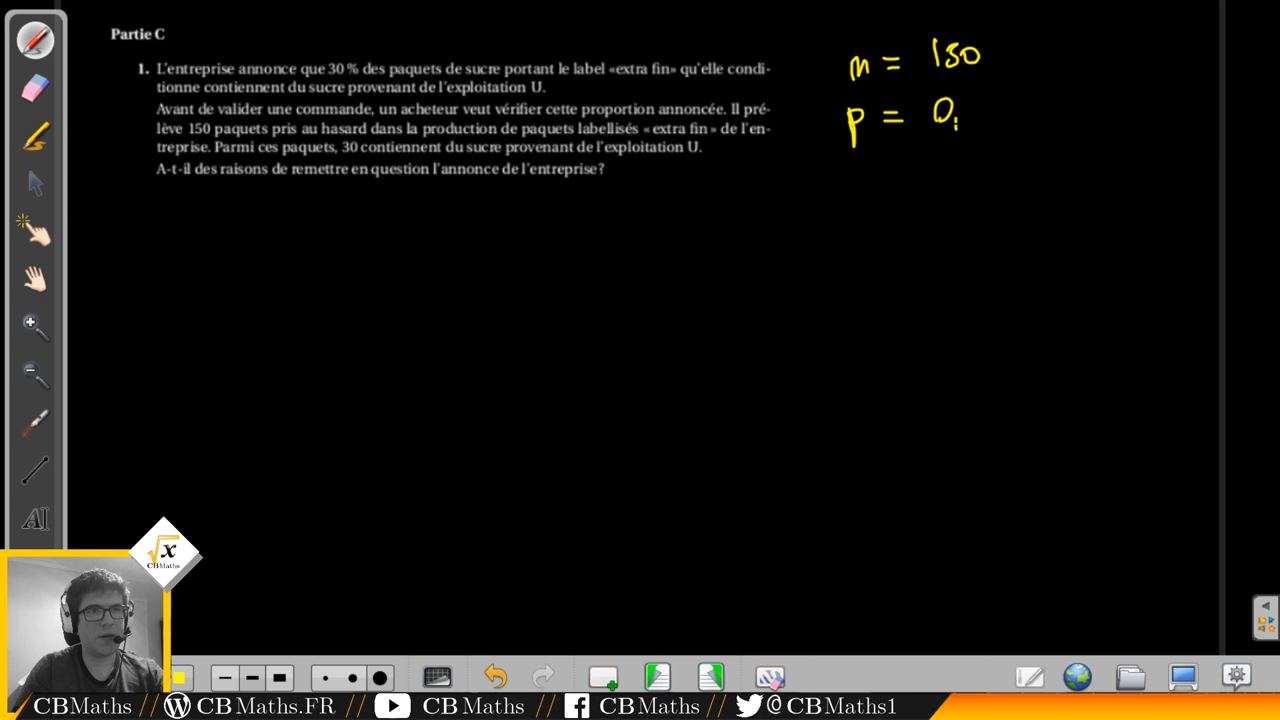 Partie C
1. L'entreprise annonce que 30 % des paquets de sucre portant le label «extra fin» qu'elle condi-
tionne contiennent du sucre provenant de l'exploitation U.
Avant de valider une commande, un acheteur veut vérifier cette proportion annoncée. Il pré-
lève 150 paquets pris au hasard dans la production de paquets labellisés « extra fin » de l'en-
treprise. Parmi ces paquets, 30 contiennent du sucre provenant de l'exploitation U.
A-t-il des raisons de remettre en question l'annonce de l'entreprise?
n = 150
p = 0,
AI
√x
CBMaths
CBMaths // CBMaths.FR // CBMaths // CBMaths // @CBMaths1